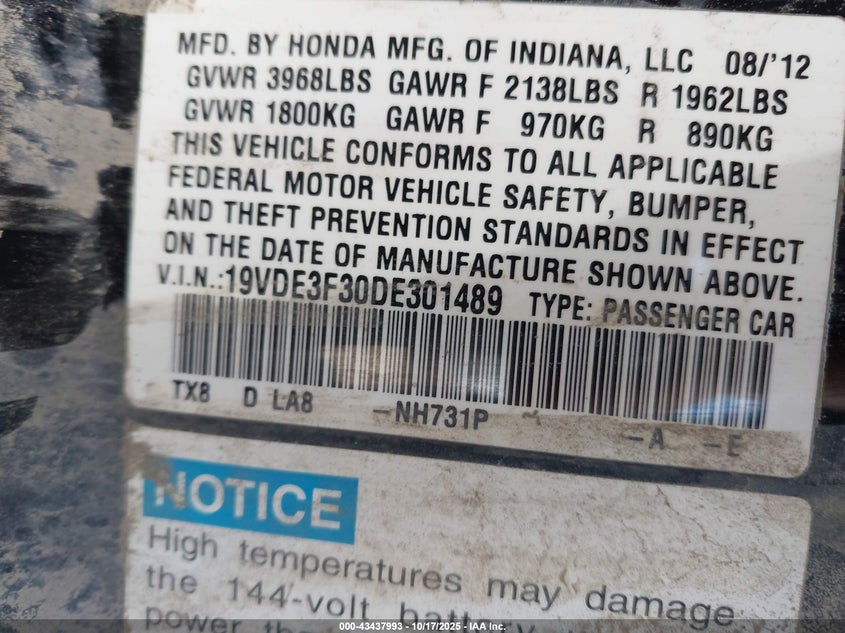 MFD. BY HONDA MFG. OF INDIANA, LLC 08/'12
GVWR 3968LBS GAWR F 2138LBS R 1962LBS
GVWR 1800KG GAWR F 970KG R 890KG
THIS VEHICLE CONFORMS TO ALL APPLICABLE
FEDERAL MOTOR VEHICLE SAFETY, BUMPER,
AND THEFT PREVENTION STANDARDS IN EFFECT
ON THE DATE OF MANUFACTURE SHOWN ABOVE.
V.I.N.:19VDE3F30DE301489 TYPE: PASSENGER CAR
TX8 D LA8 -NH731P -A -E
NOTICE
High temperatures may damage
the 144-volt
power
000-43437993 - 10/17/2025 - IAA Inc.